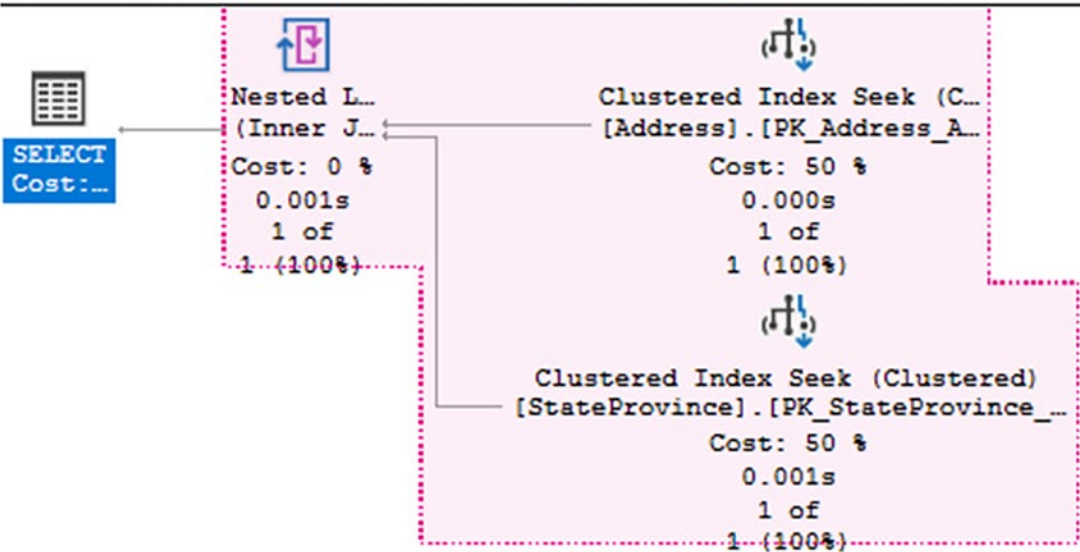 SELECT
Cost:…
Nested L…
(Inner J…
Cost: 0 %
0.001s
1 of
1 (100%)
Clustered Index Seek (C…
[Address].[PK_Address_A…
Cost: 50 %
0.000s
1 of
1 (100%)
Clustered Index Seek (Clustered)
[StateProvince].[PK_StateProvince_…
Cost: 50 %
0.001s
1 of
1 (100%)